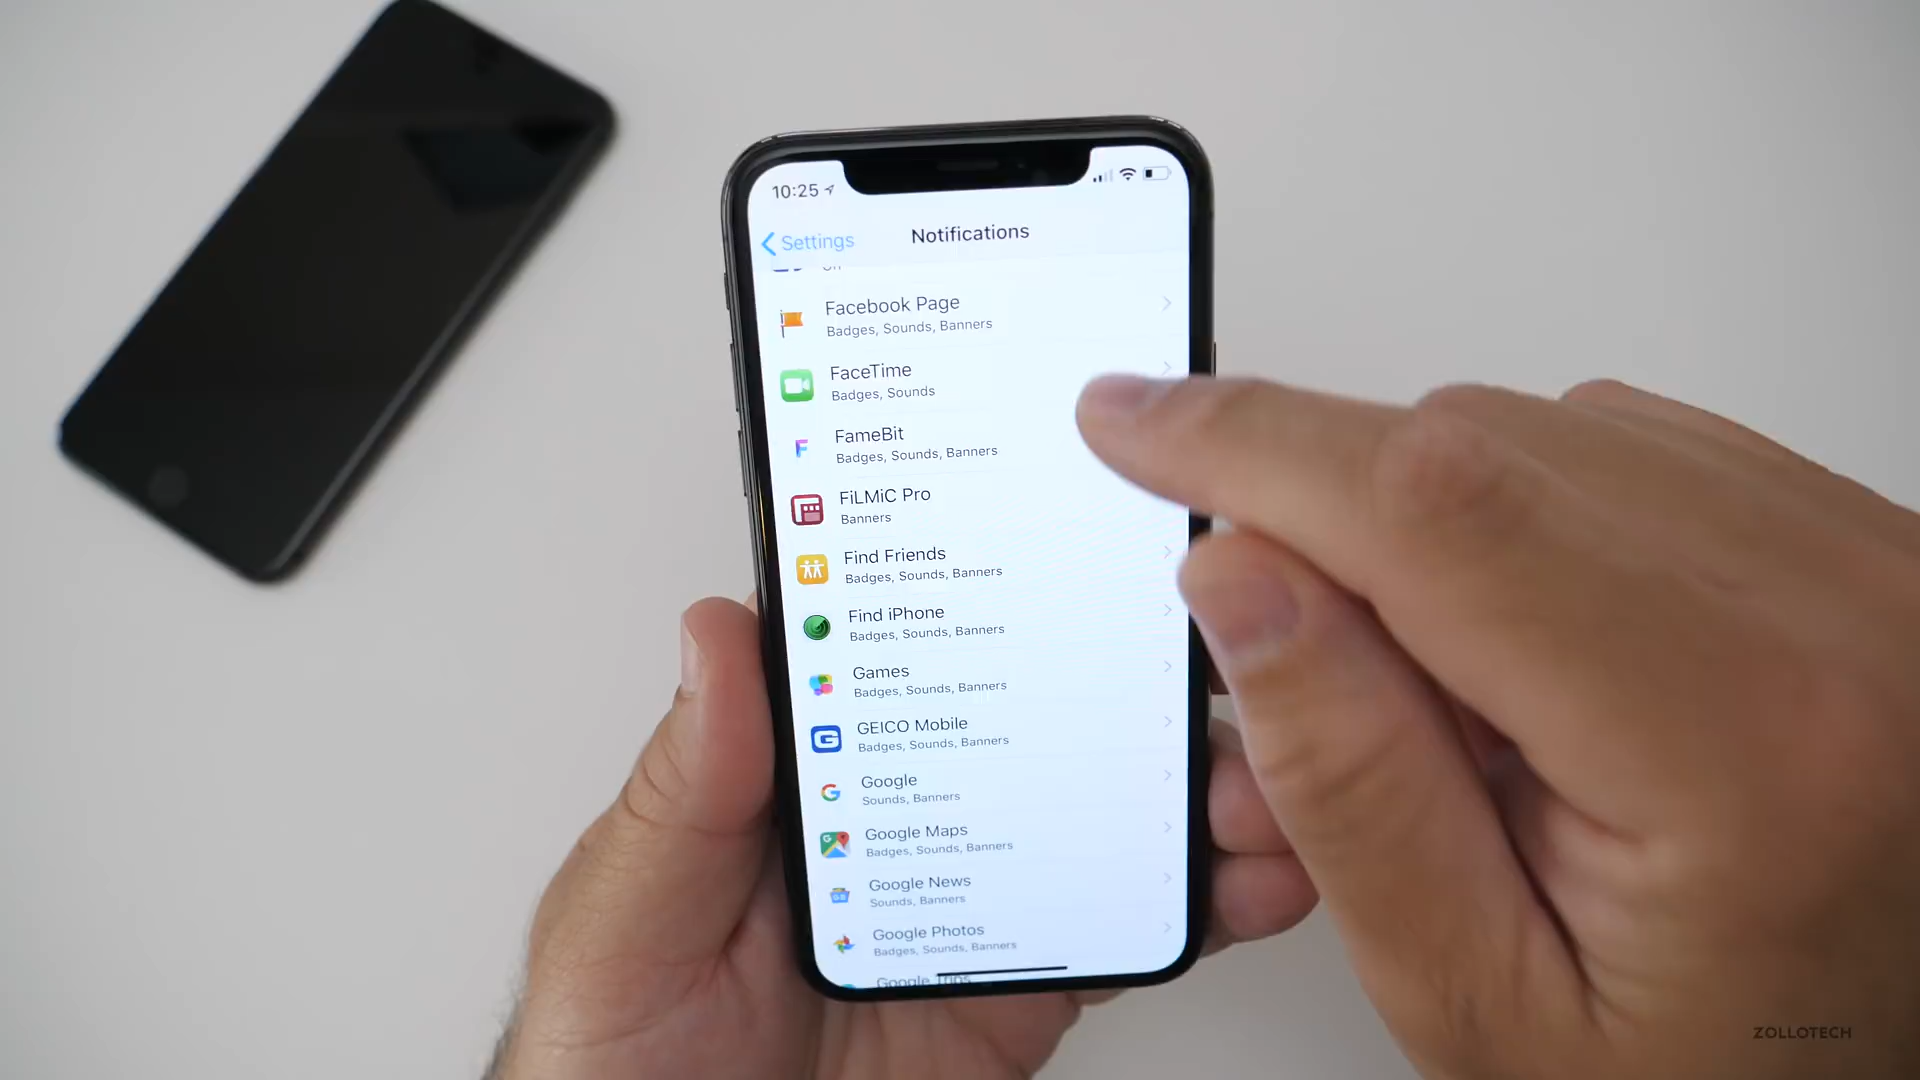 10:25
Settings
Notifications
Facebook Page
Badges, Sounds, Banners
FaceTime
Badges, Sounds
FameBit
Badges, Sounds, Banners
FiLMiC Pro
Banners
Find Friends
Badges, Sounds, Banners
Find iPhone
Badges, Sounds, Banners
Games
Badges, Sounds, Banners
GEICO Mobile
Badges, Sounds, Banners
Google
Sounds, Banners
Google Maps
Badges, Sounds, Banners
Google News
Sounds, Banners
Google Photos
Badges, Sounds, Banners
Google Trips
ZOLLOTECH